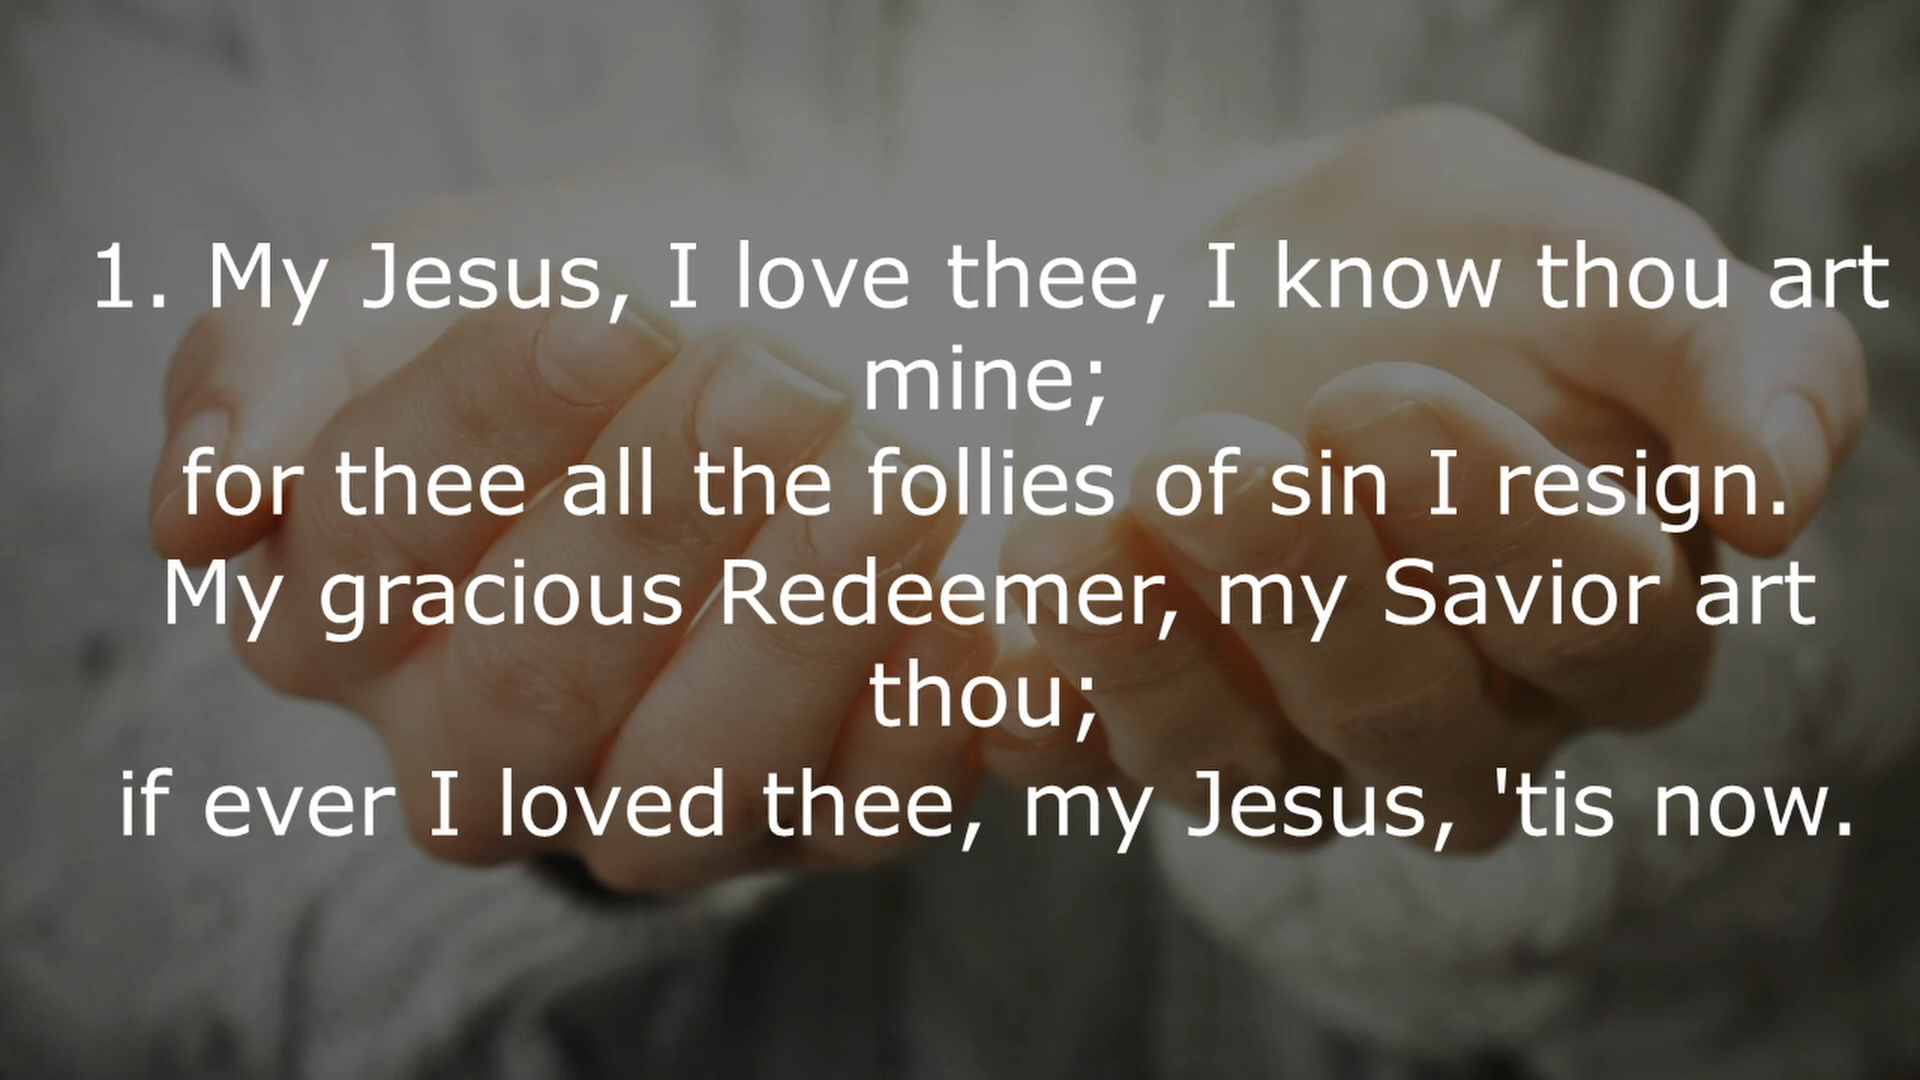 1. My Jesus, I love thee, I know thou art
mine;
for thee all the follies of sin I resign.
My gracious Redeemer, my Savior art
thou;
if ever I loved thee, my Jesus, 'tis now.